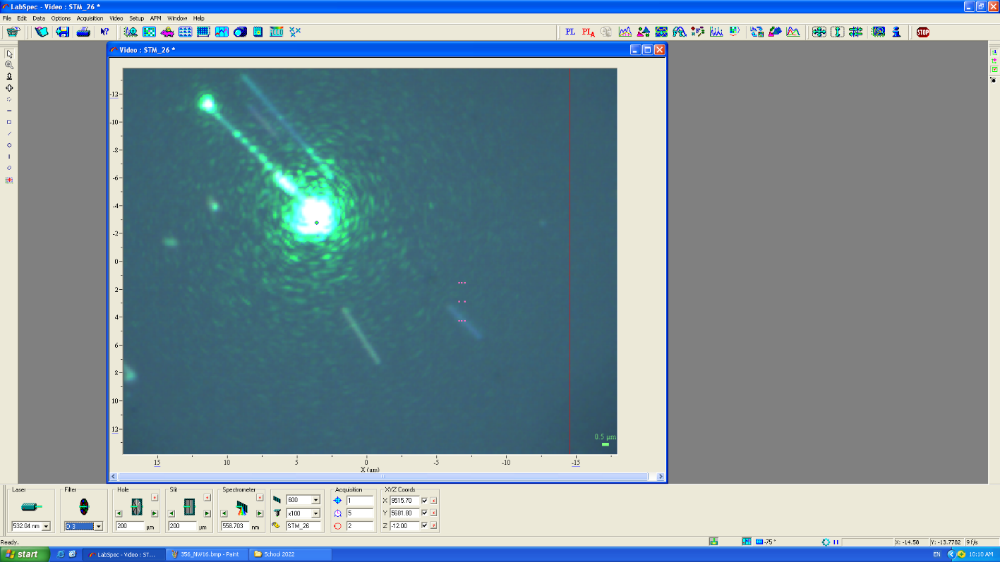 LabSpec - Video : STM_26 *
File Edit Data Options Acquisition Video Setup AFM Window Help
PL PLA STOP
Video : STM_26 *
-12
-10
-8
-6
-4
-2
0
2
4
6
8
10
12
0.5 µm
15 10 5 0 -5 -10 -15
X (µm)
Laser Filter Hole Slit Spectrometer Acquisition XYZ Coords
600 1 X 9515.70
x100 5 Y 5681.80
532.04 nm D 3 200 µm 200 µm 558.703 nm STM_26 2 Z -12.00
Ready. -75 ° X: -14.58 Y: -13.7782 9 f/s
start LabSpec - Video : ST... 356_NW16.bmp - Paint School 2022 EN 10:10 AM